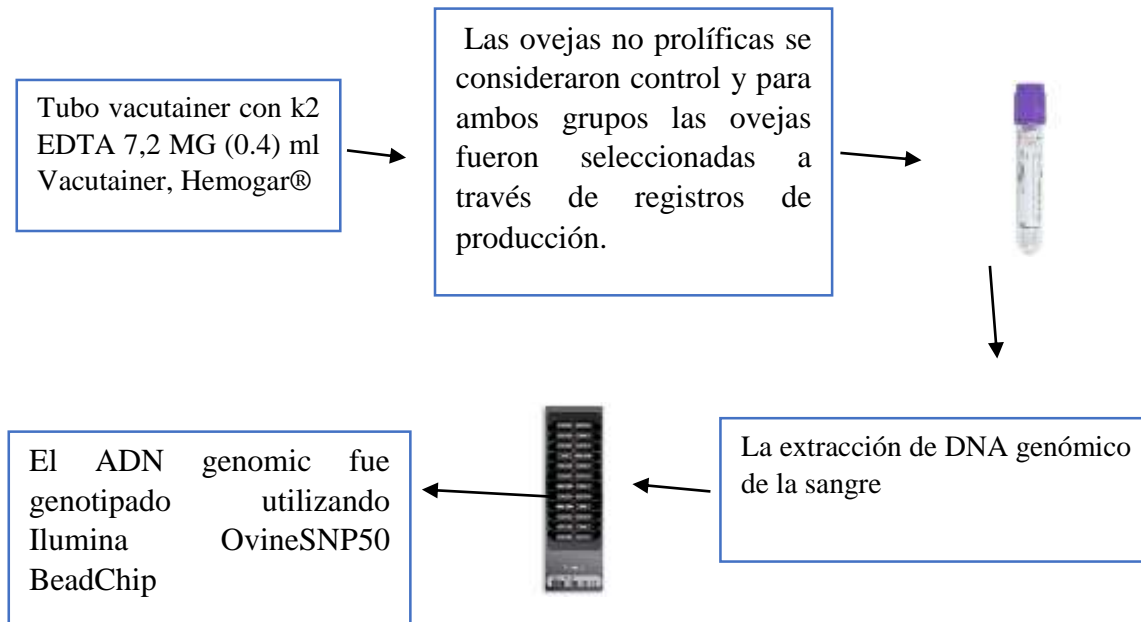 Tubo vacutainer con k2
EDTA 7,2 MG (0.4) ml
Vacutainer, Hemogar®
Las ovejas no prolíficas se
consideraron control y para
ambos grupos las ovejas
fueron seleccionadas a
través de registros de
producción.
La extracción de DNA genómico
de la sangre
El ADN genomic fue
genotipado utilizando
Ilumina OvineSNP50
BeadChip